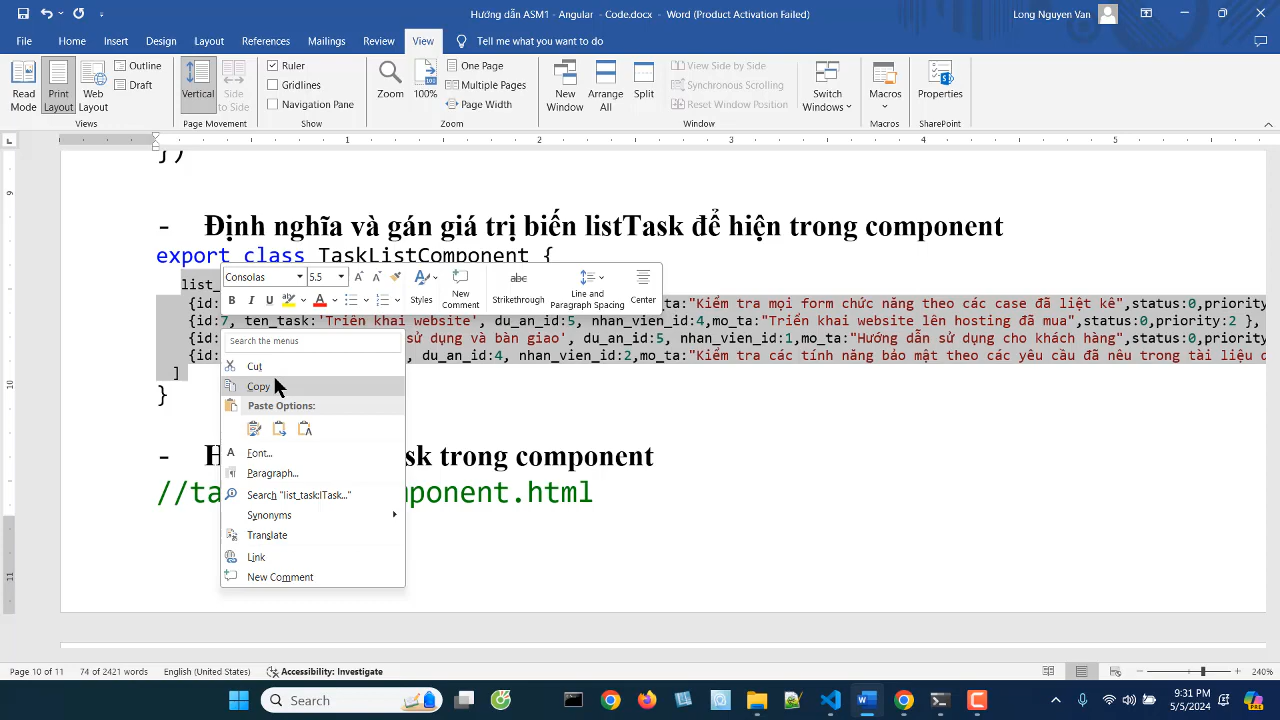 Hướng dẫn ASM1 - Angular - Code.docx - Word (Product Activation Failed)
Long Nguyen Van
File Home Insert Design Layout References Mailings Review View Help Tell me what you want to do
Read Mode
Print Layout
Web Layout
Outline
Draft
Views
Vertical
Side to Side
Page Movement
Ruler
Gridlines
Navigation Pane
Show
Zoom
100%
One Page
Multiple Pages
Page Width
Zoom
New Window
Arrange All
Split
View Side by Side
Synchronous Scrolling
Reset Window Position
Window
Switch Windows
Macros
Macros
Properties
SharePoint
1 2 3 4 5
9
10
11
})
- Định nghĩa và gán giá trị biến listTask để hiện trong component
export class TaskListComponent {
list_
{id: ta:"Kiểm tra mọi form chức năng theo các case đã liệt kê",status:0,priority
{id:7, ten_task:'Triển khai website', du_an_id:5, nhan_vien_id:4,mo_ta:"Triển khai website lên hosting đã mua",status:0,priority:2 },
sử dụng và bàn giao', du_an_id:5, nhan_vien_id:1,mo_ta:"Hướng dẫn sử dụng cho khách hàng",status:0,priority
, du_an_id:4, nhan_vien_id:2,mo_ta:"Kiểm tra các tính năng bảo mật theo các yêu cầu đã nêu trong tài liệu
]
}
- H sk trong component
//ta mponent.html
Consolas 5.5
B I U
Styles
New Comment
abc
Strikethrough
Line and Paragraph Spacing
Center
Search the menus
Cut
Copy
Paste Options:
Font...
Paragraph...
Search "list_task:ITask..."
Synonyms
Translate
Link
New Comment
Page 10 of 11 74 of 2421 words English (United States) Accessibility: Investigate
240%
Search
9:31 PM
5/5/2024